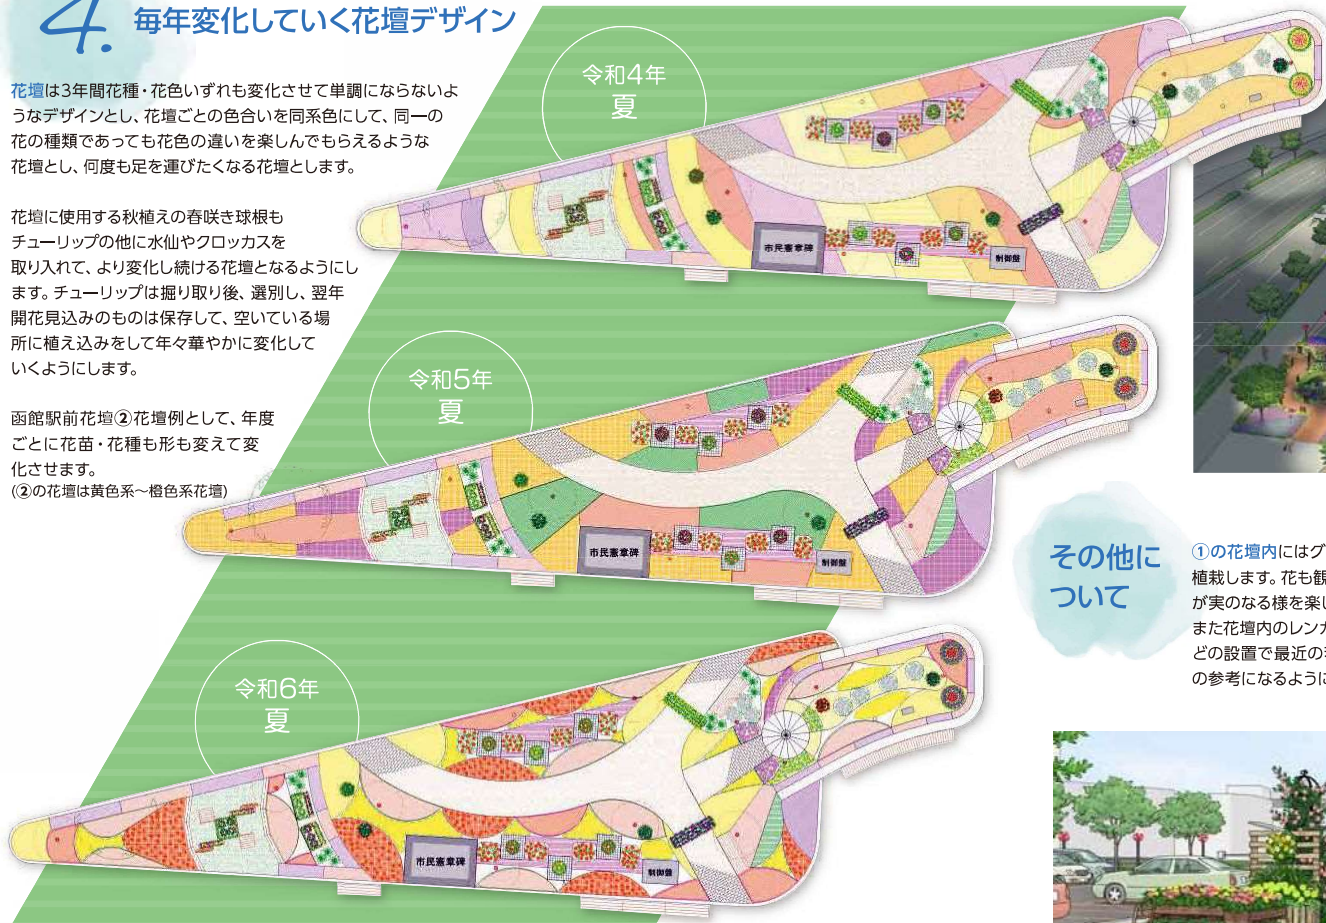 4. 毎年変化していく花壇デザイン
花壇は3年間花種・花色いずれも変化させて単調にならないよ
うなデザインとし、花壇ごとの色合いを同系色にして、同一の
花の種類であっても花色の違いを楽しんでもらえるような
花壇とし、何度も足を運びたくなる花壇とします。
花壇に使用する秋植えの春咲き球根も
チューリップの他に水仙やクロッカスを
取り入れて、より変化し続ける花壇となるようにし
ます。チューリップは掘り取り後、選別し、翌年
開花見込みのものは保存して、空いている場
所に植え込みをして年々華やかに変化して
いくようにします。
函館駅前花壇②花壇例として、年度
ごとに花苗・花種も形も変えて変
化させます。
(②の花壇は黄色系〜橙色系花壇)
令和4年
夏
市民憲章碑
制御盤
令和5年
夏
市民憲章碑
制御盤
令和6年
夏
市民憲章碑
制御盤
その他に
ついて
①の花壇内にはグ
植栽します。花も観
が実のなる様を楽し
また花壇内のレンガ
どの設置で最近の
の参考になるように